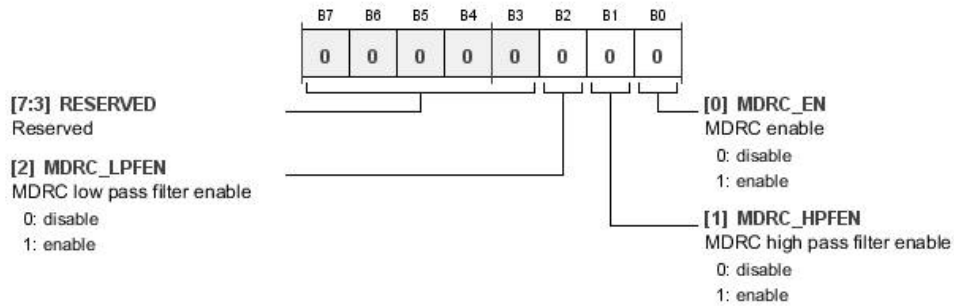 B7 B6 B5 B4 B3 B2 B1 B0
0 0 0 0 0 0 0 0
[7:3] RESERVED
Reserved
[2] MDRC_LPFEN
MDRC low pass filter enable
0: disable
1: enable
[0] MDRC_EN
MDRC enable
0: disable
1: enable
[1] MDRC_HPFEN
MDRC high pass filter enable
0: disable
1: enable